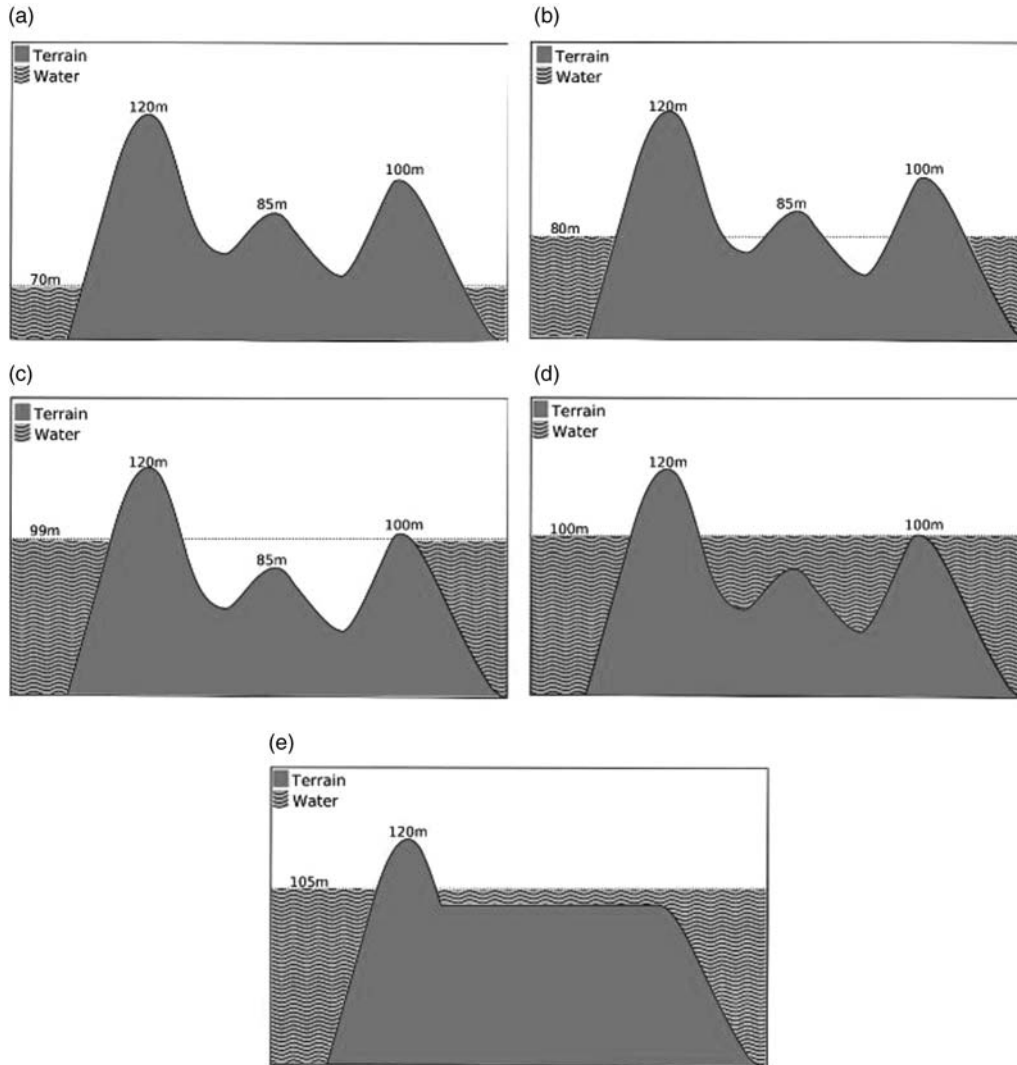 (a)
Terrain
Water
120m
100m
85m
70m
(b)
Terrain
Water
120m
100m
85m
80m
(c)
Terrain
Water
120m
99m
100m
85m
(d)
Terrain
Water
120m
100m
100m
(e)
Terrain
Water
120m
105m